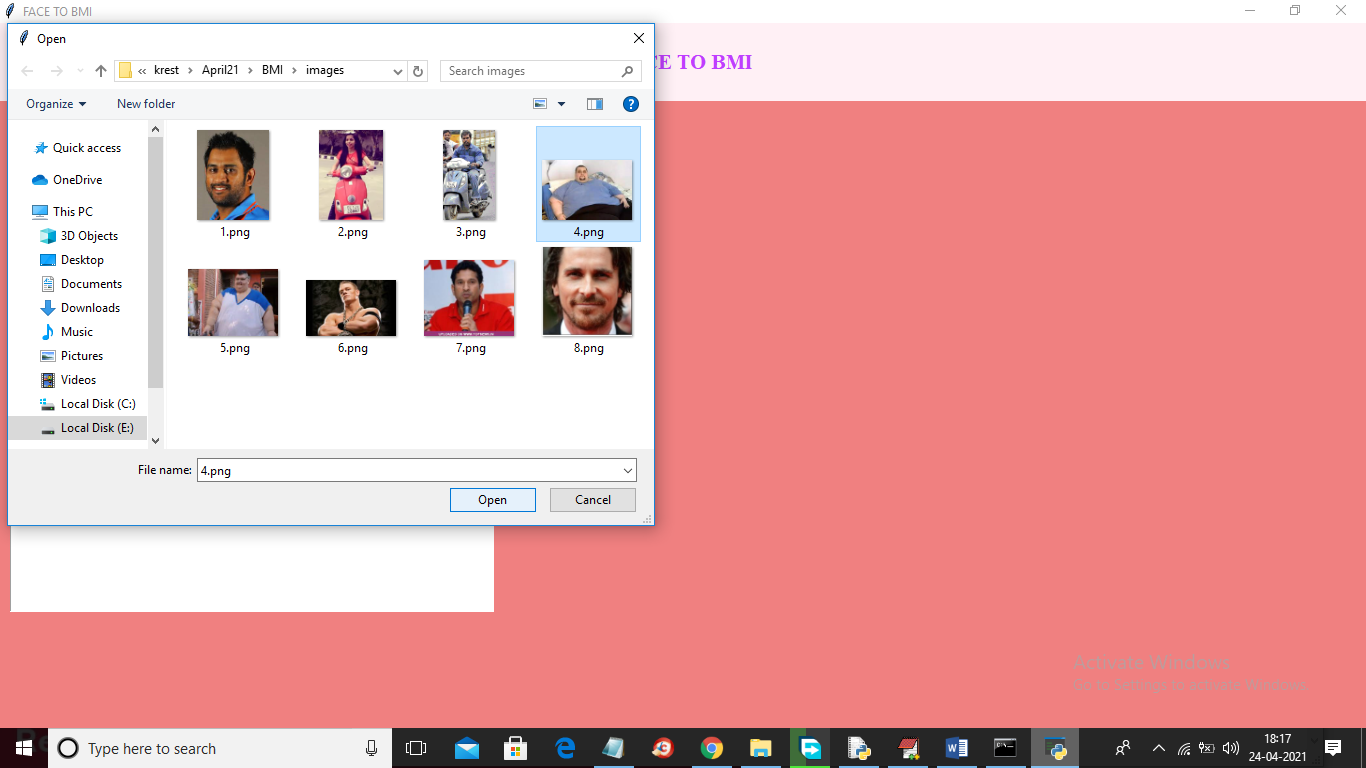 FACE TO BMI
Open
krest › April21 › BMI › images
Search images
CE TO BMI
Organize
New folder
Quick access
OneDrive
This PC
3D Objects
Desktop
Documents
Downloads
Music
Pictures
Videos
Local Disk (C:)
Local Disk (E:)
1.png
2.png
3.png
4.png
5.png
6.png
7.png
8.png
File name:
4.png
Open
Cancel
Activate Windows
Go to Settings to activate Windows.
Type here to search
18:17
24-04-2021